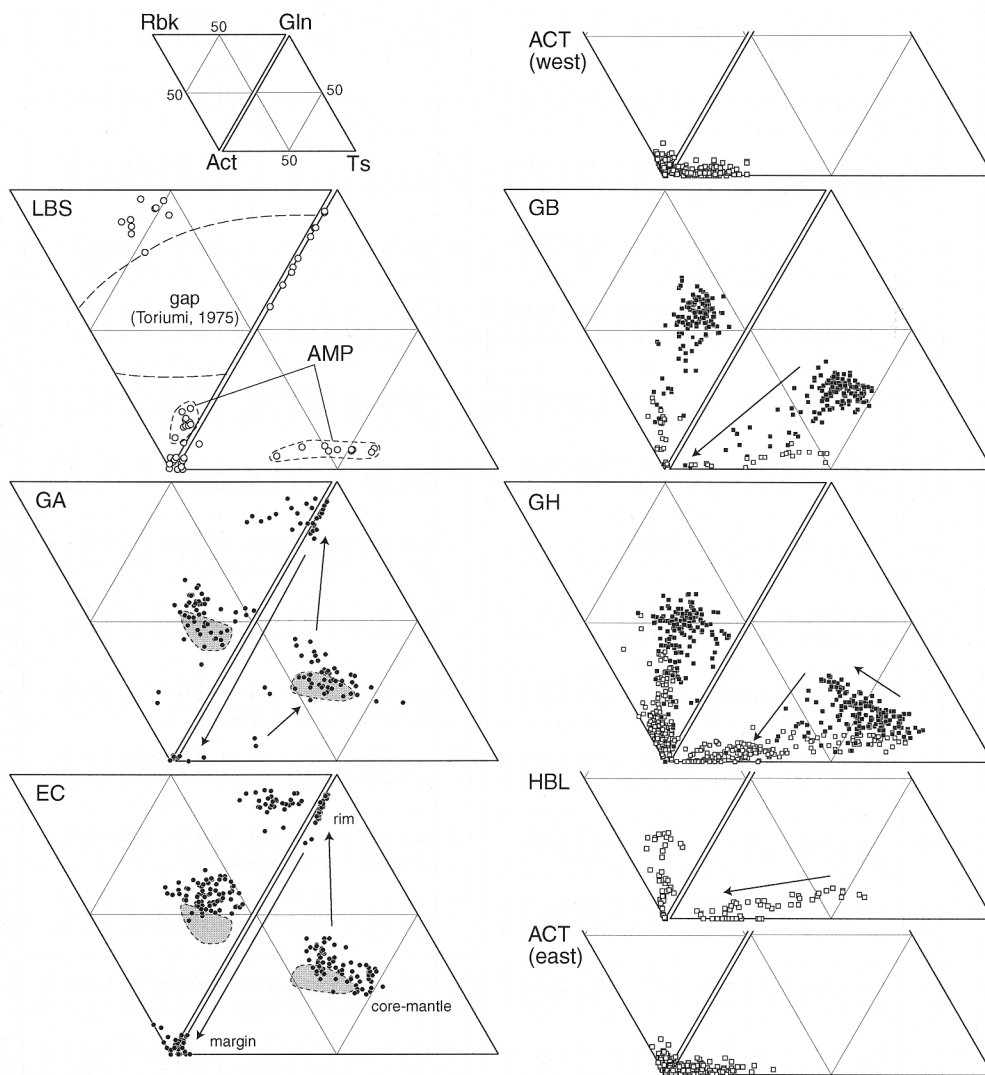 Rbk 50 Gln
50 50
Act 50 Ts
LBS
gap
(Toriumi, 1975)
AMP
GA
EC
rim
core-mantle
margin
ACT
(west)
GB
GH
HBL
ACT
(east)